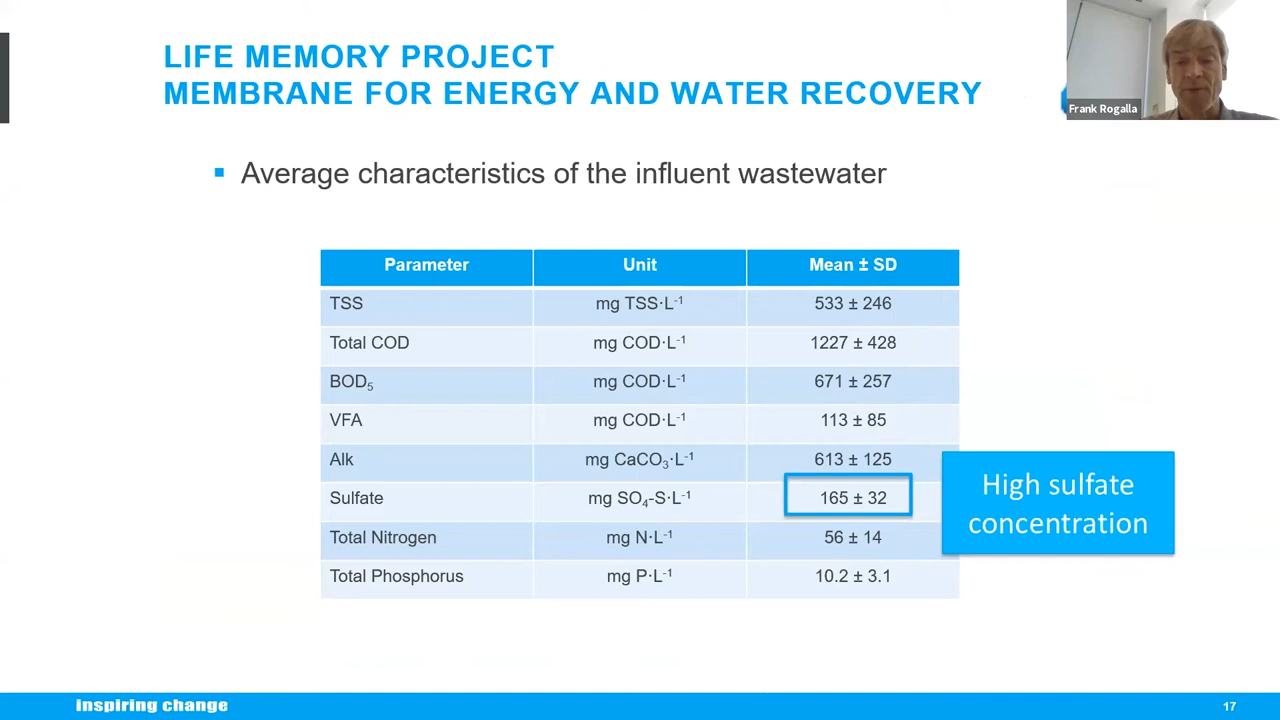 LIFE MEMORY PROJECT
MEMBRANE FOR ENERGY AND WATER RECOVERY
Frank Rogalla
▪ Average characteristics of the influent wastewater
Parameter Unit Mean ± SD
TSS mg TSS·L⁻¹ 533 ± 246
Total COD mg COD·L⁻¹ 1227 ± 428
BOD₅ mg COD·L⁻¹ 671 ± 257
VFA mg COD·L⁻¹ 113 ± 85
Alk mg CaCO₃·L⁻¹ 613 ± 125
Sulfate mg SO₄-S·L⁻¹ 165 ± 32
Total Nitrogen mg N·L⁻¹ 56 ± 14
Total Phosphorus mg P·L⁻¹ 10.2 ± 3.1
High sulfate
concentration
inspiring change
17